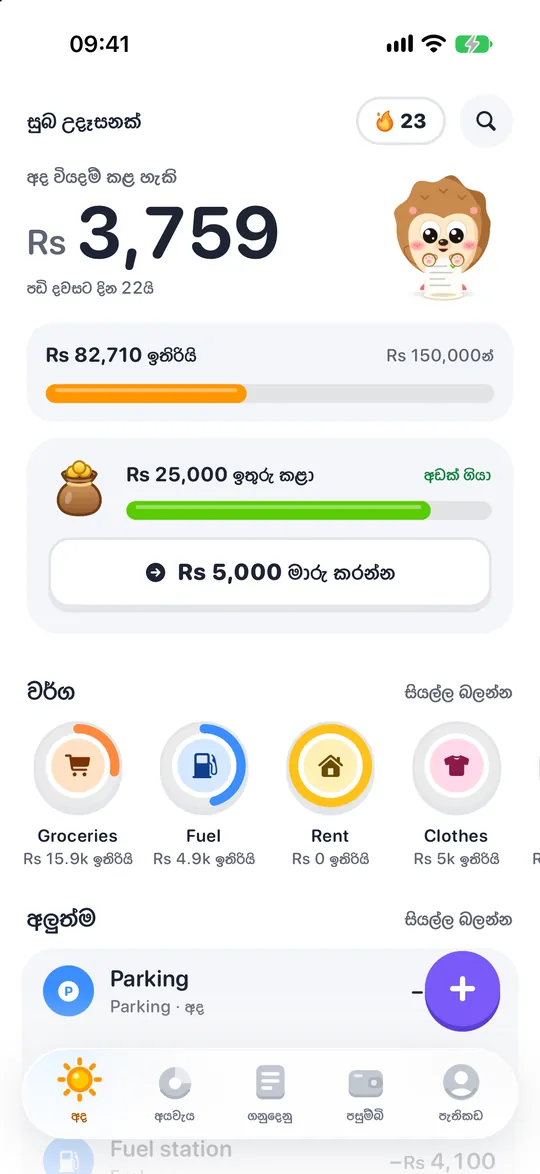 09:41
සුබ උදෑසනක්
23
අද වියදම් කළ හැකි
Rs 3,759
පඩි දවසට දින 22යි
Rs 82,710 ඉතිරියි
Rs 150,000න්
Rs 25,000 ඉතුරු කළා
අඩක් ගියා
Rs 5,000 මාරු කරන්න
වර්ග
සියල්ල බලන්න
Groceries
Fuel
Rent
Clothes
Rs 15.9k ඉතිරියි
Rs 4.9k ඉතිරියි
Rs 0 ඉතිරියි
Rs 5k ඉතිරියි
R
අලුත්ම
සියල්ල බලන්න
P
Parking
Parking · අද
අද
අයවැය
ගනුදෙනු
පසුම්බි
පැතිකඩ
Fuel station
−Rs 4,100